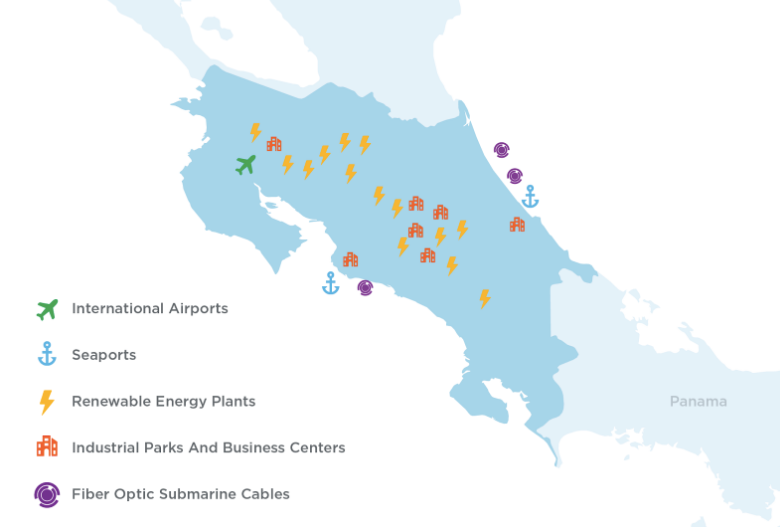 International Airports
Seaports
Renewable Energy Plants
Panama
Industrial Parks And Business Centers
Fiber Optic Submarine Cables